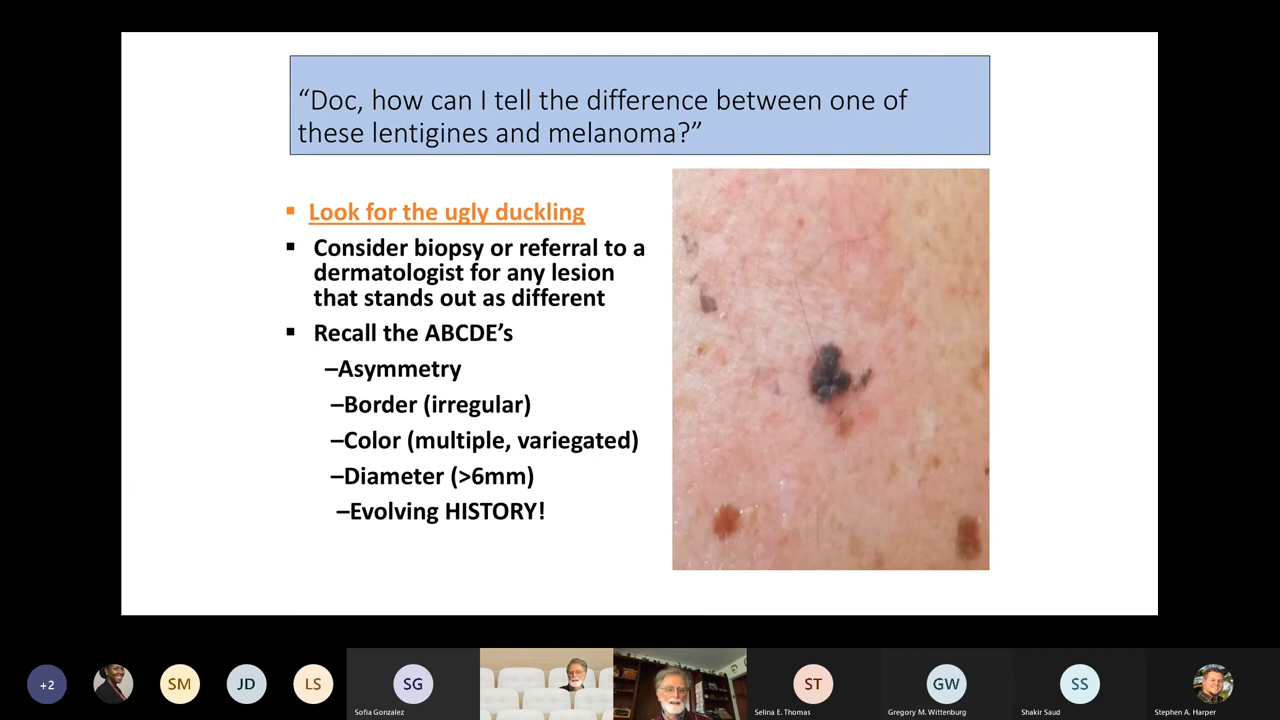 “Doc, how can I tell the difference between one of
these lentigines and melanoma?”
▪ Look for the ugly duckling
▪ Consider biopsy or referral to a
dermatologist for any lesion
that stands out as different
▪ Recall the ABCDE’s
–Asymmetry
–Border (irregular)
–Color (multiple, variegated)
–Diameter (>6mm)
–Evolving HISTORY!
+2
SM
JD
LS
SG
ST
GW
SS
Sofia Gonzalez
Selina E. Thomas
Gregory M. Wittenburg
Shakir Saud
Stephen A. Harper